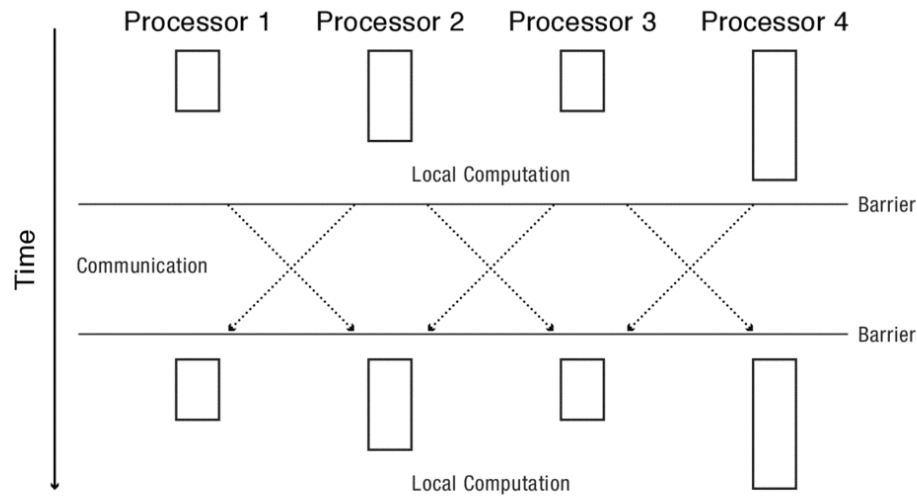 Processor 1 Processor 2 Processor 3 Processor 4
Local Computation
Barrier
Time
Communication
Barrier
Local Computation